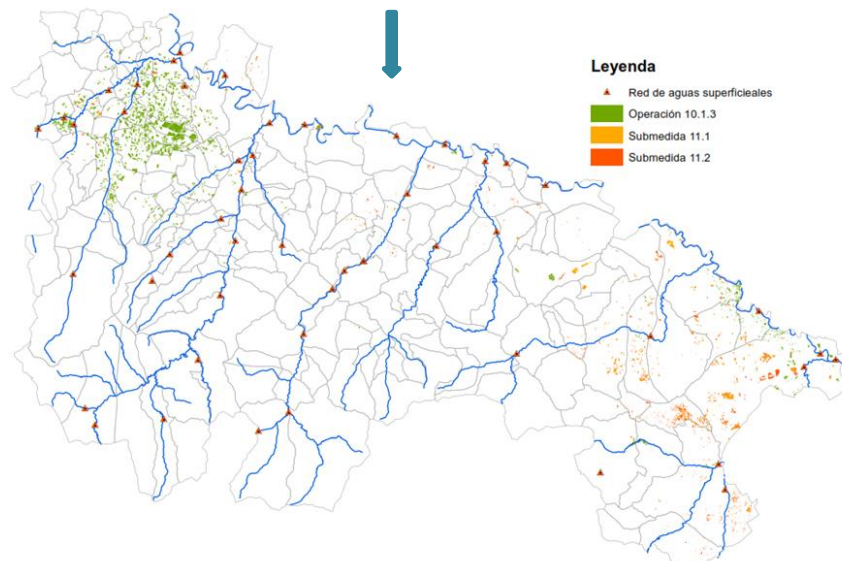 Leyenda
Red de aguas superficieales
Operación 10.1.3
Submedida 11.1
Submedida 11.2